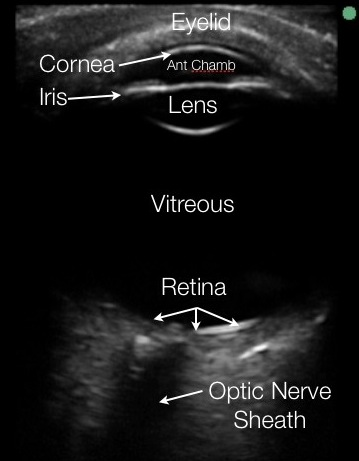 Eyelid
Cornea
Ant Chamb
Iris
Lens
Vitreous
Retina
Optic Nerve
Sheath